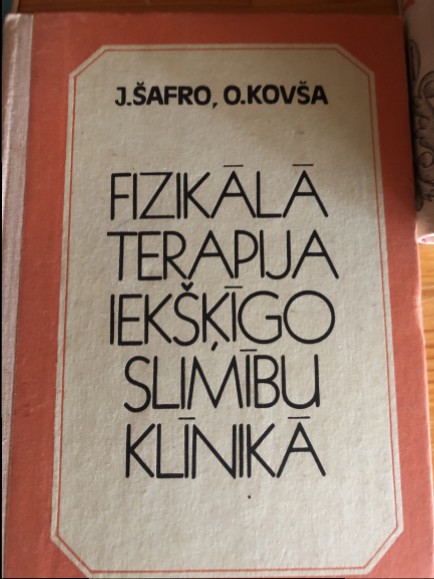 J.ŠAFRO, O.KOVŠA
FIZIKĀLĀ
TERAPIJA
IEKŠĶĪGO
SLIMĪBU
KLĪNIKĀ